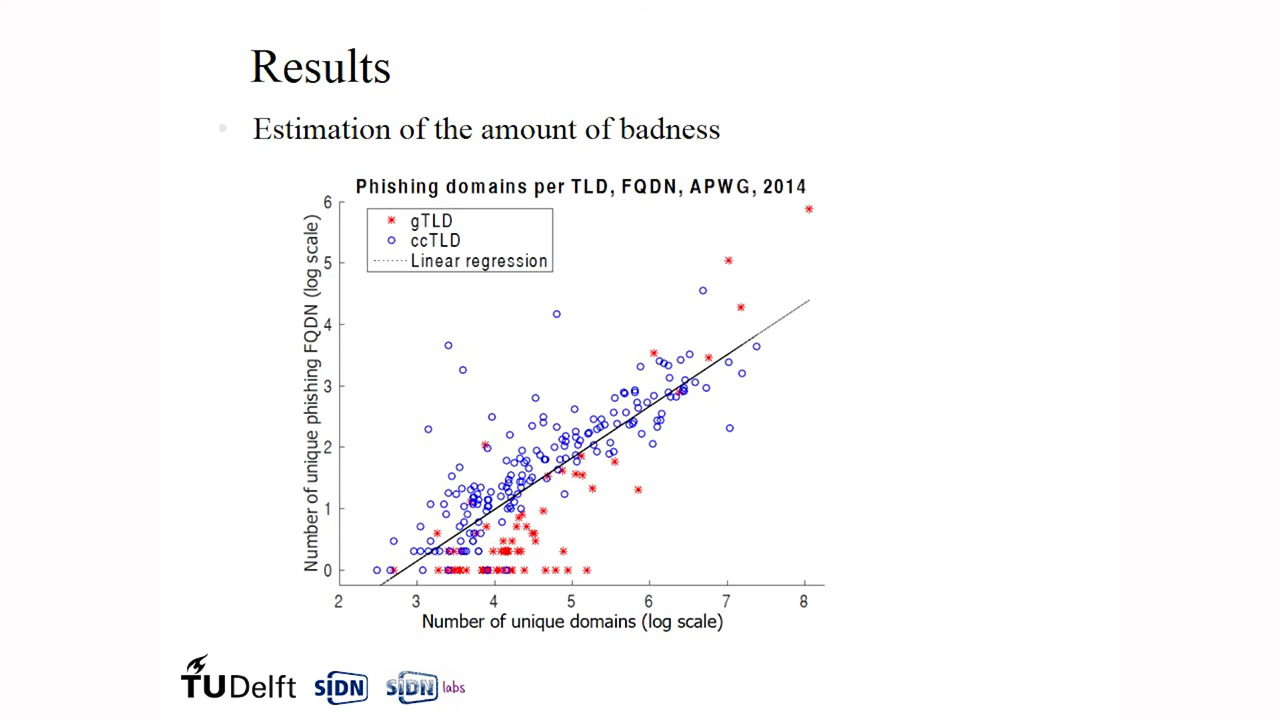 Results
• Estimation of the amount of badness
Phishing domains per TLD, FQDN, APWG, 2014
gTLD
ccTLD
Linear regression
Number of unique phishing FQDN (log scale)
6
5
4
3
2
1
0
2 3 4 5 6 7 8
Number of unique domains (log scale)
TUDelft SIDN SIDN labs